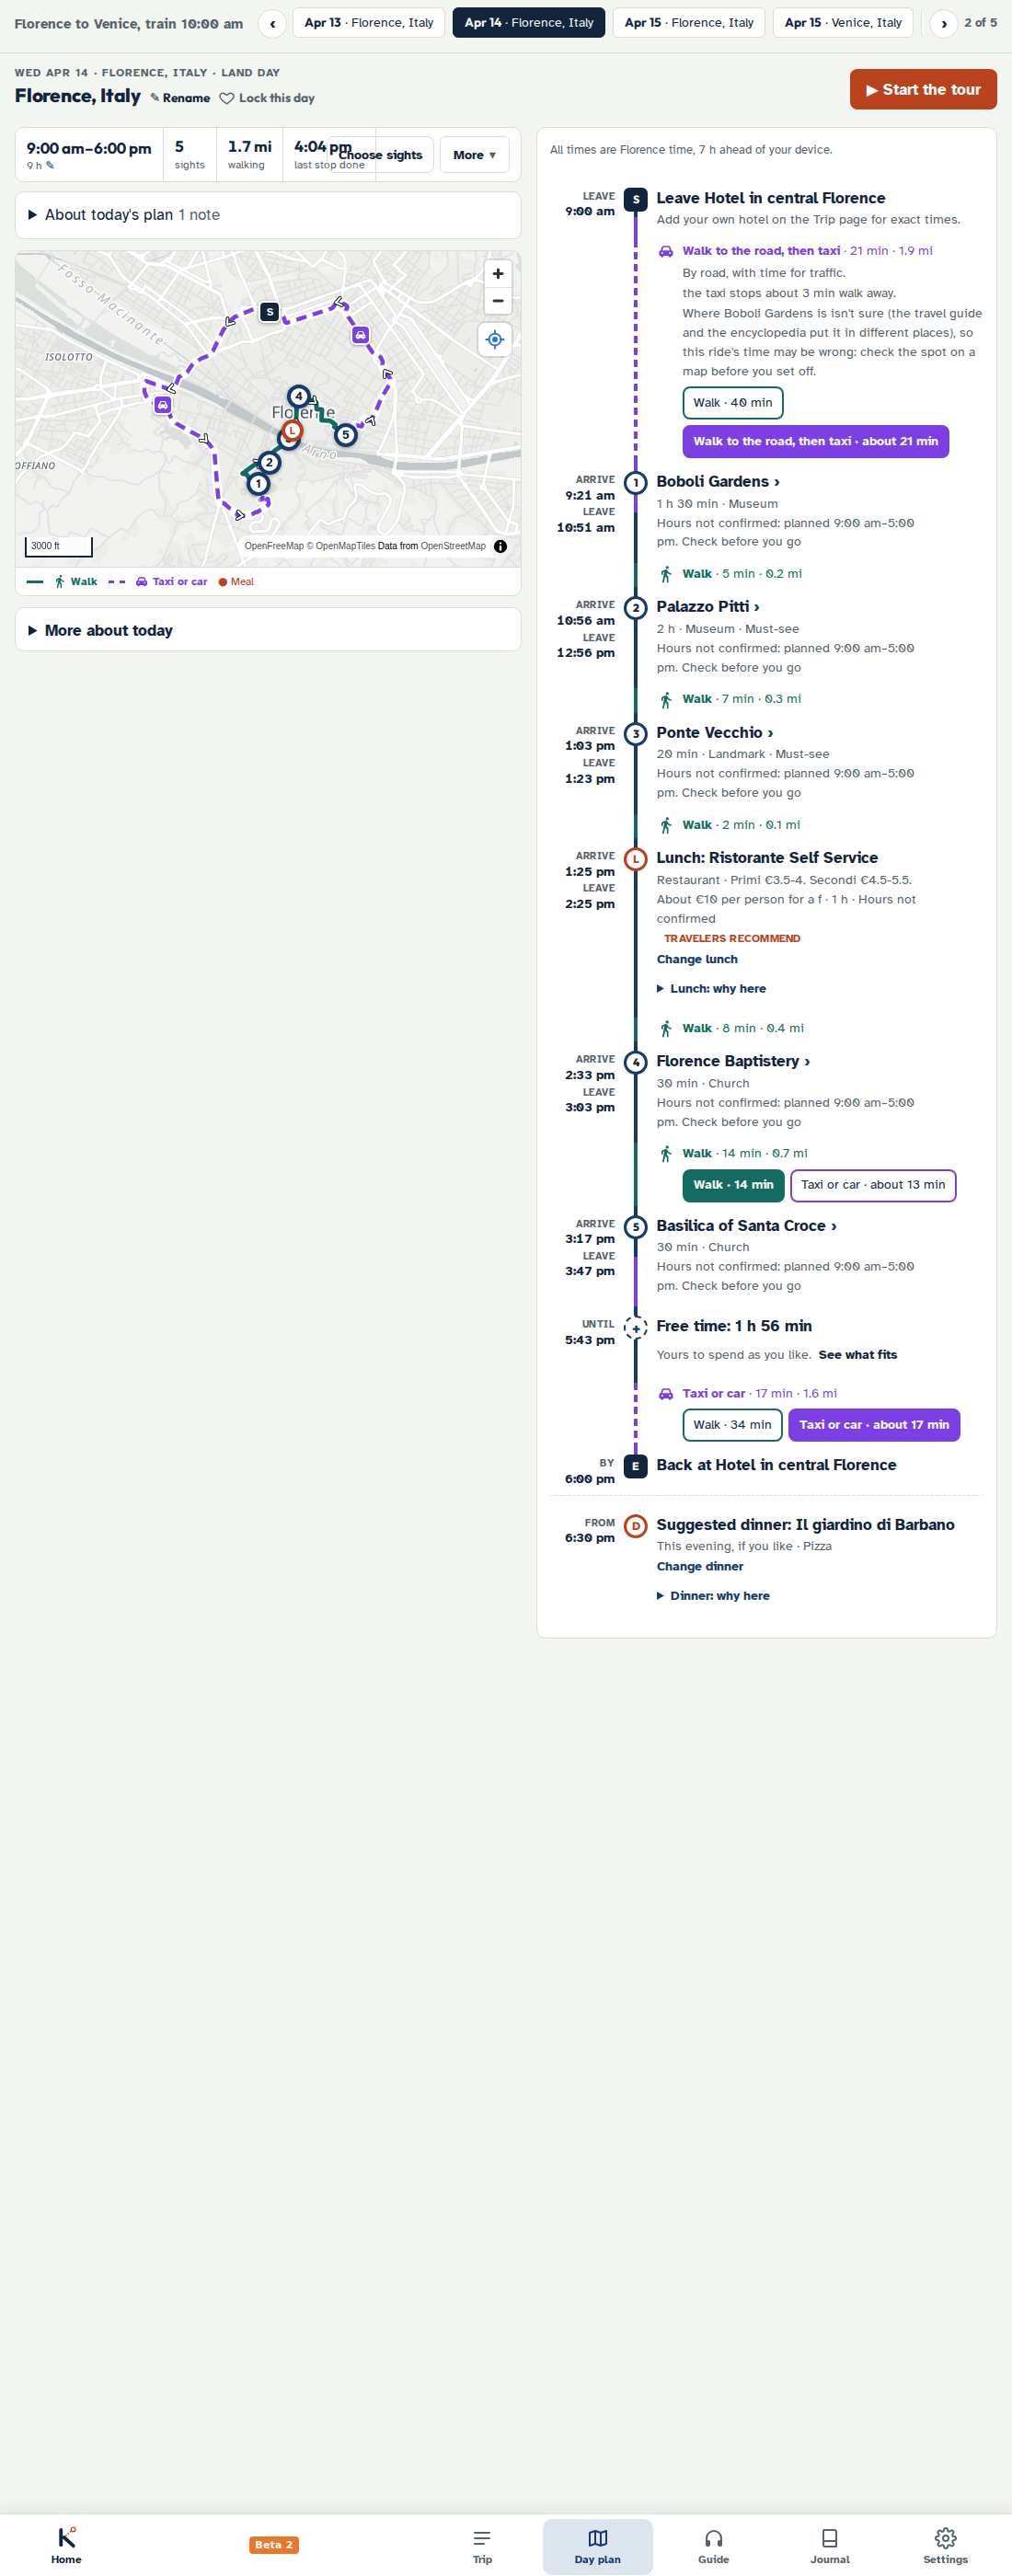 Florence to Venice, train 10:00 am
‹
Apr 13 · Florence, Italy
Apr 14 · Florence, Italy
Apr 15 · Florence, Italy
Apr 15 · Venice, Italy
›
2 of 5
WED APR 14 · FLORENCE, ITALY · LAND DAY
Florence, Italy
✎ Rename
Lock this day
▶ Start the tour
9:00 am–6:00 pm
9 h ✎
5
sights
1.7 mi
walking
4:04 pm
last stop done
Choose sights
More ▾
▶ About today's plan 1 note
Fosso Macinante
ISOLOTTO
OFFIANO
Florence
Arno
S
4
L
5
2
1
+
−
3000 ft
OpenFreeMap © OpenMapTiles Data from OpenStreetMap
Walk
Taxi or car
Meal
▶ More about today
All times are Florence time, 7 h ahead of your device.
LEAVE
9:00 am
S
Leave Hotel in central Florence
Add your own hotel on the Trip page for exact times.
Walk to the road, then taxi · 21 min · 1.9 mi
By road, with time for traffic.
the taxi stops about 3 min walk away.
Where Boboli Gardens is isn't sure (the travel guide
and the encyclopedia put it in different places), so
this ride's time may be wrong: check the spot on a
map before you set off.
Walk · 40 min
Walk to the road, then taxi · about 21 min
ARRIVE
9:21 am
LEAVE
10:51 am
1
Boboli Gardens ›
1 h 30 min · Museum
Hours not confirmed: planned 9:00 am–5:00
pm. Check before you go
Walk · 5 min · 0.2 mi
ARRIVE
10:56 am
LEAVE
12:56 pm
2
Palazzo Pitti ›
2 h · Museum · Must-see
Hours not confirmed: planned 9:00 am–5:00
pm. Check before you go
Walk · 7 min · 0.3 mi
ARRIVE
1:03 pm
LEAVE
1:23 pm
3
Ponte Vecchio ›
20 min · Landmark · Must-see
Hours not confirmed: planned 9:00 am–5:00
pm. Check before you go
Walk · 2 min · 0.1 mi
ARRIVE
1:25 pm
LEAVE
2:25 pm
L
Lunch: Ristorante Self Service
Restaurant · Primi €3.5-4. Secondi €4.5-5.5.
About €10 per person for a f · 1 h · Hours not
confirmed
TRAVELERS RECOMMEND
Change lunch
▶ Lunch: why here
Walk · 8 min · 0.4 mi
ARRIVE
2:33 pm
LEAVE
3:03 pm
4
Florence Baptistery ›
30 min · Church
Hours not confirmed: planned 9:00 am–5:00
pm. Check before you go
Walk · 14 min · 0.7 mi
Walk · 14 min
Taxi or car · about 13 min
ARRIVE
3:17 pm
LEAVE
3:47 pm
5
Basilica of Santa Croce ›
30 min · Church
Hours not confirmed: planned 9:00 am–5:00
pm. Check before you go
UNTIL
5:43 pm
+
Free time: 1 h 56 min
Yours to spend as you like. See what fits
Taxi or car · 17 min · 1.6 mi
Walk · 34 min
Taxi or car · about 17 min
BY
6:00 pm
E
Back at Hotel in central Florence
FROM
6:30 pm
D
Suggested dinner: Il giardino di Barbano
This evening, if you like · Pizza
Change dinner
▶ Dinner: why here
Home
Beta 2
Trip
Day plan
Guide
Journal
Settings